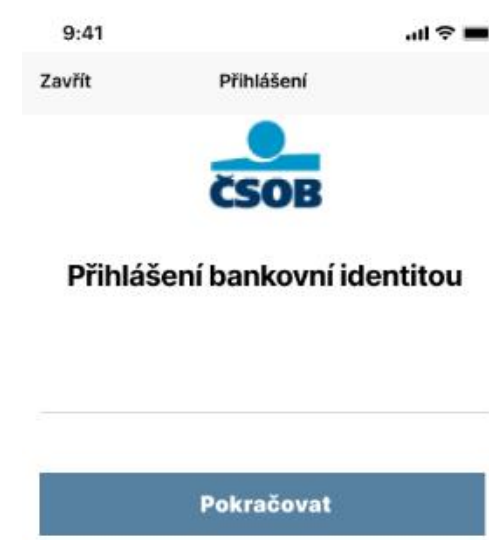 9:41
Zavřít Přihlášení
ČSOB
Přihlášení bankovní identitou
Pokračovat